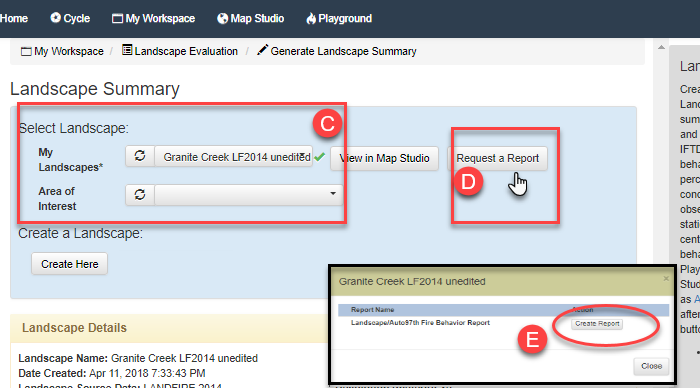 Home Cycle My Workspace Map Studio Playground
My Workspace / Landscape Evaluation / Generate Landscape Summary
Landscape Summary
Select Landscape:
C
My
Landscapes*
Granite Creek LF2014 unedited
View in Map Studio
Request a Report
D
Area of
Interest
Create a Landscape:
Create Here
Granite Creek LF2014 unedited
×
Report Name Action
Landscape/Auto97th Fire Behavior Report Create Report
E
Close
Landscape Details
Landscape Name: Granite Creek LF2014 unedited
Date Created: Apr 11, 2018 7:33:43 PM
Landscape Source Data: LANDFIRE 2014
Lan
Crea
Land
sum
and
IFTD
beha
perc
conc
obse
stati
cent
beha
Play
Stud
as A
after
butto